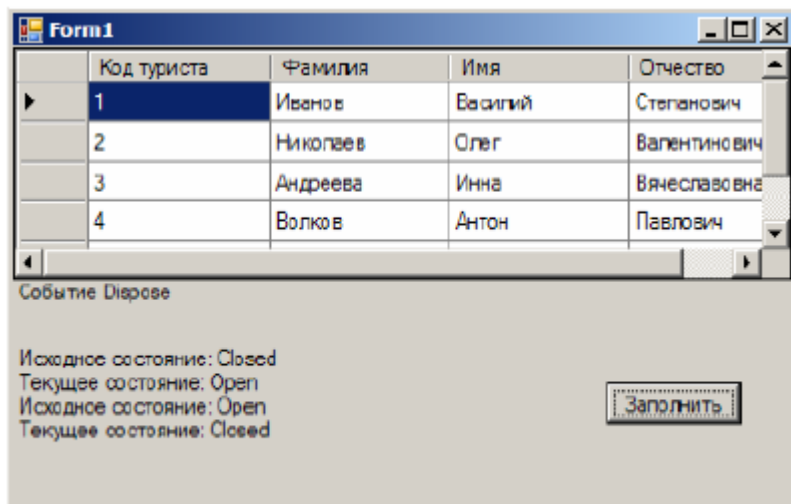 Form1
Код туриста Фамилия Имя Отчество
1 Иванов Василий Степанович
2 Николаев Олег Валентинович
3 Андреева Инна Вячеславовна
4 Волков Антон Павлович
Событие Dispose
Исходное состояние: Closed
Текущее состояние: Open
Исходное состояние: Open
Текущее состояние: Closed
Заполнить